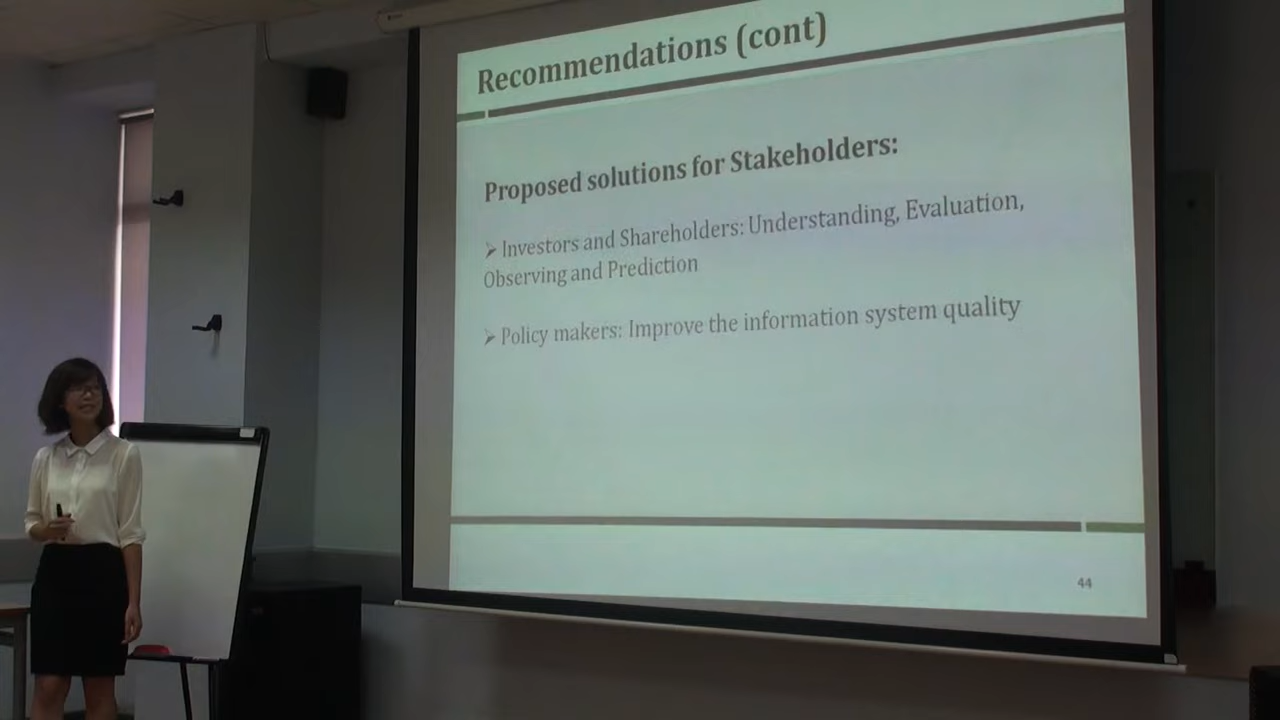 Recommendations (cont)
Proposed solutions for Stakeholders:
➢ Investors and Shareholders: Understanding, Evaluation,
Observing and Prediction
➢ Policy makers: Improve the information system quality
44